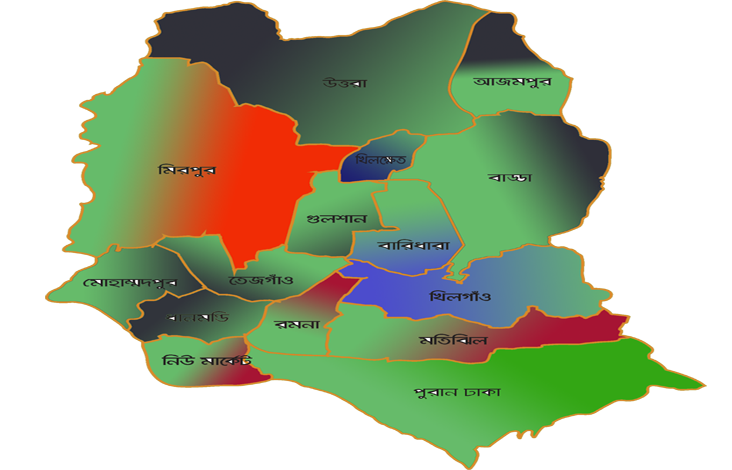 উত্তরা
আজমপুর
খিলক্ষেত
মিরপুর
বাড্ডা
গুলশান
বারিধারা
মোহাম্মদপুর
তেজগাঁও
খিলগাঁও
ধানমন্ডি
রমনা
মতিঝিল
নিউ মার্কেট
পুরান ঢাকা